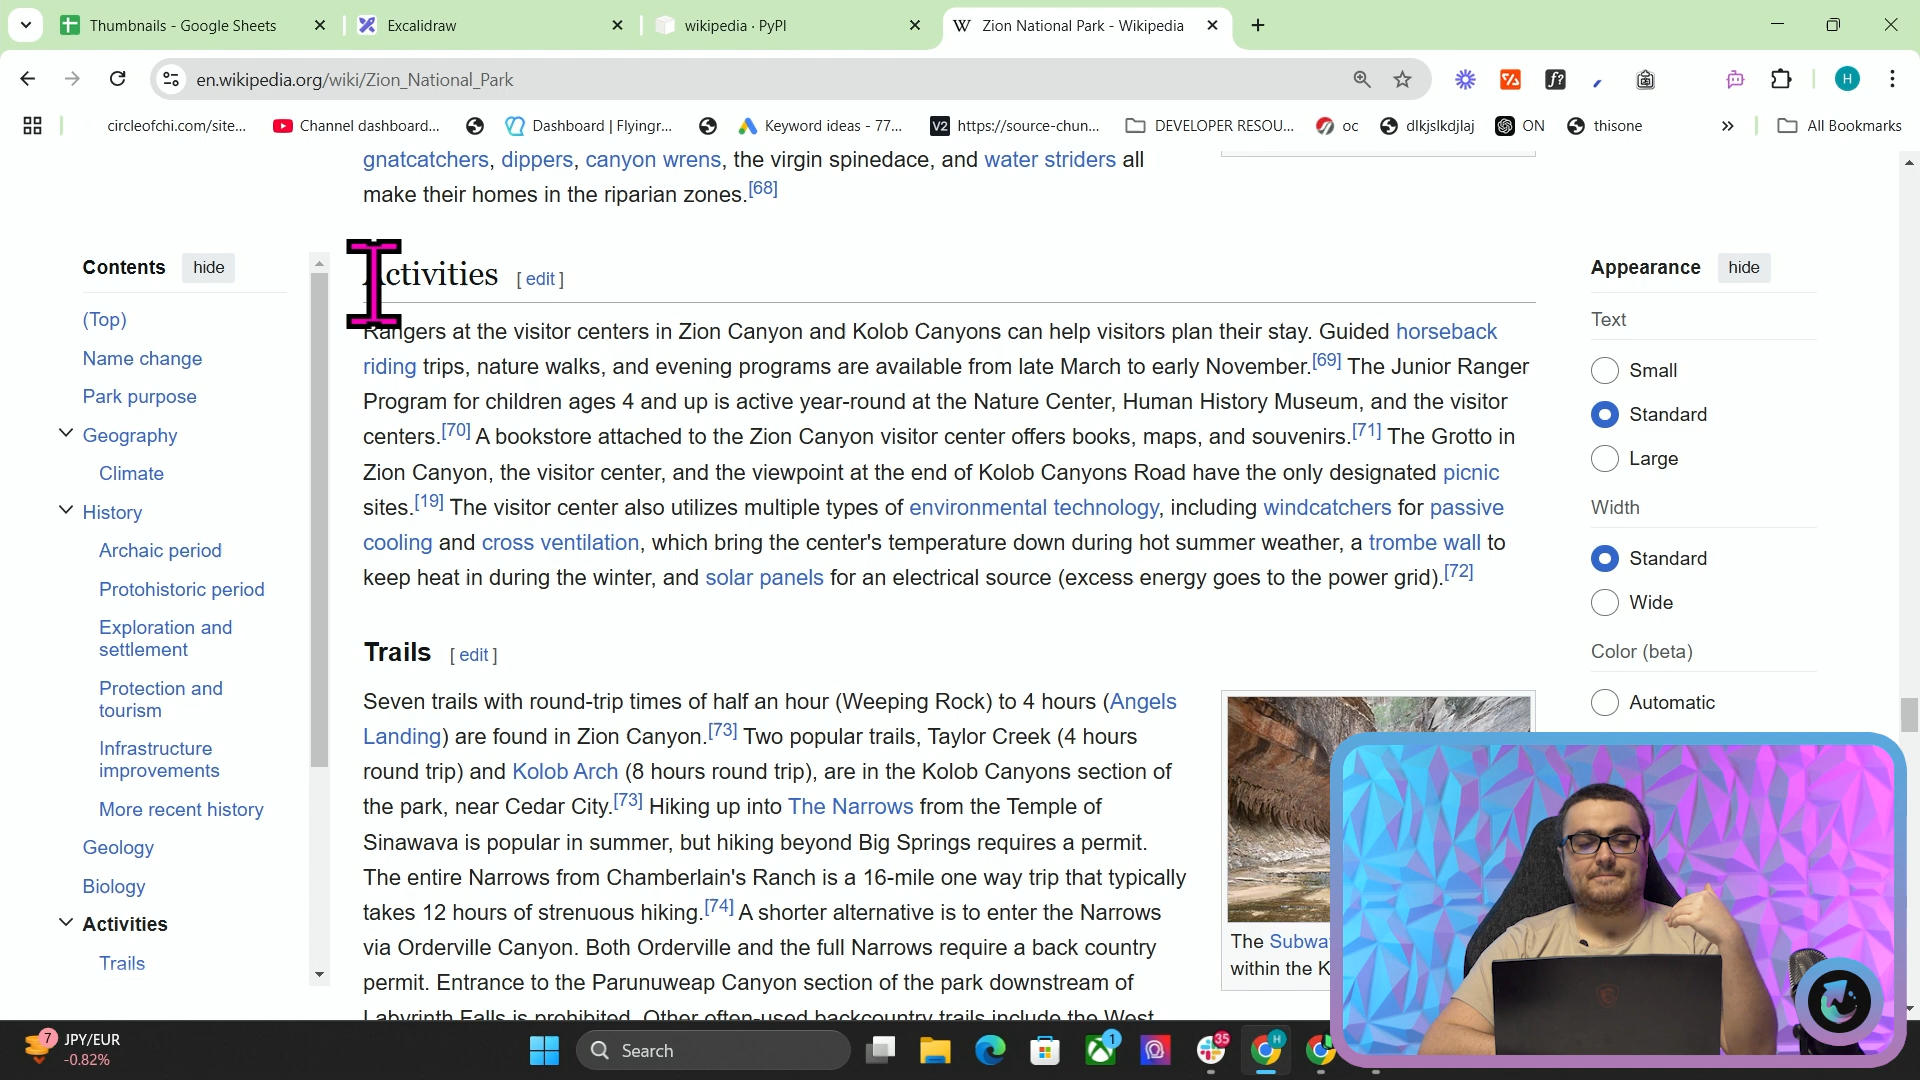 Thumbnails - Google Sheets
Excalidraw
wikipedia · PyPI
Zion National Park - Wikipedia
en.wikipedia.org/wiki/Zion_National_Park
H
circleofchi.com/site...
Channel dashboard...
Dashboard | Flyingr...
Keyword ideas - 77...
V2 https://source-chun...
DEVELOPER RESOU...
oc
dlkjslkdjlaj
ON
thisone
All Bookmarks
gnatcatchers, dippers, canyon wrens, the virgin spinedace, and water striders all
make their homes in the riparian zones.[68]
Contents hide
(Top)
Name change
Park purpose
Geography
Climate
History
Archaic period
Protohistoric period
Exploration and
settlement
Protection and
tourism
Infrastructure
improvements
More recent history
Geology
Biology
Activities
Trails
Activities [ edit ]
Rangers at the visitor centers in Zion Canyon and Kolob Canyons can help visitors plan their stay. Guided horseback
riding trips, nature walks, and evening programs are available from late March to early November.[69] The Junior Ranger
Program for children ages 4 and up is active year-round at the Nature Center, Human History Museum, and the visitor
centers.[70] A bookstore attached to the Zion Canyon visitor center offers books, maps, and souvenirs.[71] The Grotto in
Zion Canyon, the visitor center, and the viewpoint at the end of Kolob Canyons Road have the only designated picnic
sites.[19] The visitor center also utilizes multiple types of environmental technology, including windcatchers for passive
cooling and cross ventilation, which bring the center's temperature down during hot summer weather, a trombe wall to
keep heat in during the winter, and solar panels for an electrical source (excess energy goes to the power grid).[72]
Trails [ edit ]
Seven trails with round-trip times of half an hour (Weeping Rock) to 4 hours (Angels
Landing) are found in Zion Canyon.[73] Two popular trails, Taylor Creek (4 hours
round trip) and Kolob Arch (8 hours round trip), are in the Kolob Canyons section of
the park, near Cedar City.[73] Hiking up into The Narrows from the Temple of
Sinawava is popular in summer, but hiking beyond Big Springs requires a permit.
The entire Narrows from Chamberlain's Ranch is a 16-mile one way trip that typically
takes 12 hours of strenuous hiking.[74] A shorter alternative is to enter the Narrows
via Orderville Canyon. Both Orderville and the full Narrows require a back country
permit. Entrance to the Parunuweap Canyon section of the park downstream of
Labyrinth Falls is prohibited. Other often-used backcountry trails include the West
The Subwa
within the K
Appearance hide
Text
Small
Standard
Large
Width
Standard
Wide
Color (beta)
Automatic
7
JPY/EUR
-0.82%
Search
1
35
H